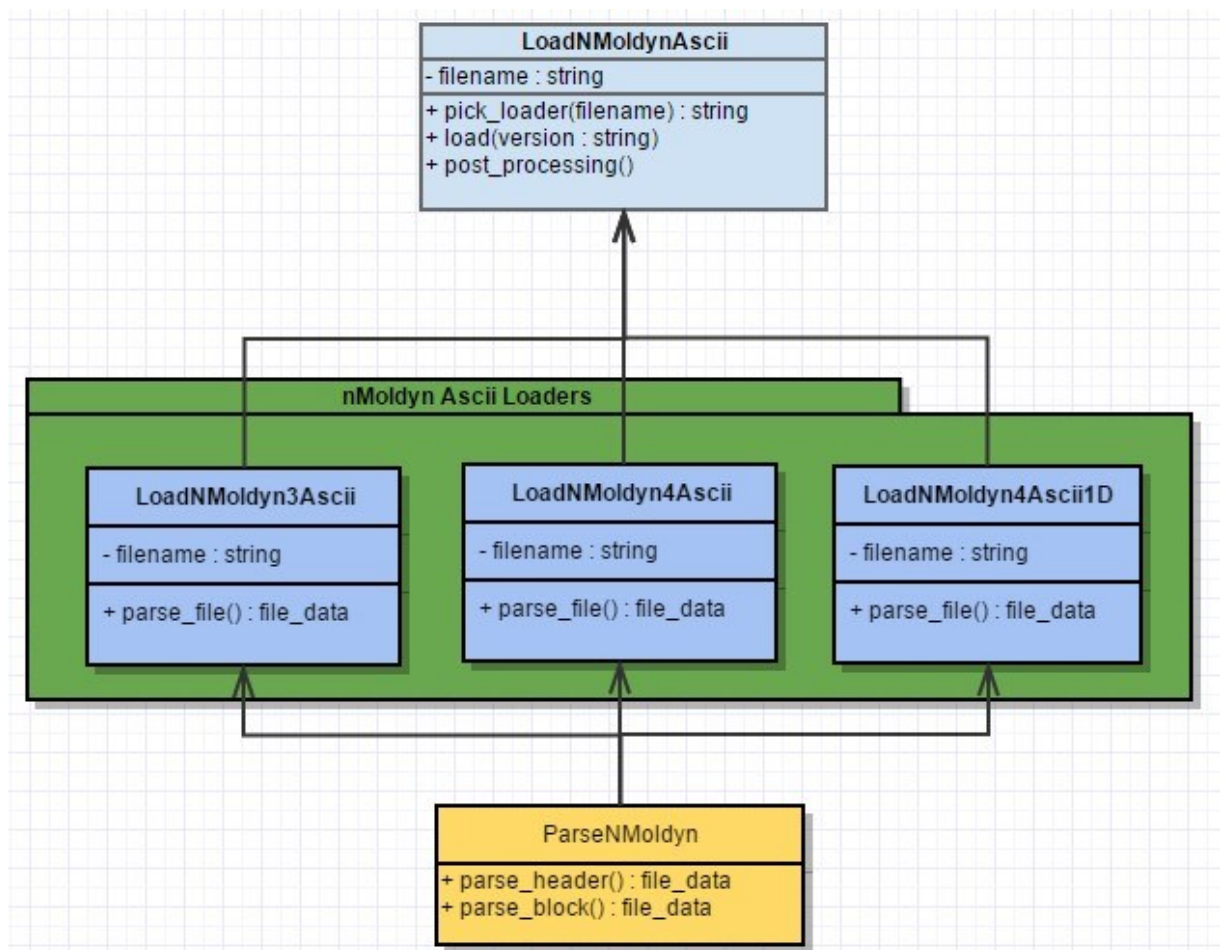 LoadNMoldynAscii
- filename : string
+ pick_loader(filename) : string
+ load(version : string)
+ post_processing()
nMoldyn Ascii Loaders
LoadNMoldyn3Ascii
- filename : string
+ parse_file() : file_data
LoadNMoldyn4Ascii
- filename : string
+ parse_file() : file_data
LoadNMoldyn4Ascii1D
- filename : string
+ parse_file() : file_data
ParseNMoldyn
+ parse_header() : file_data
+ parse_block() : file_data